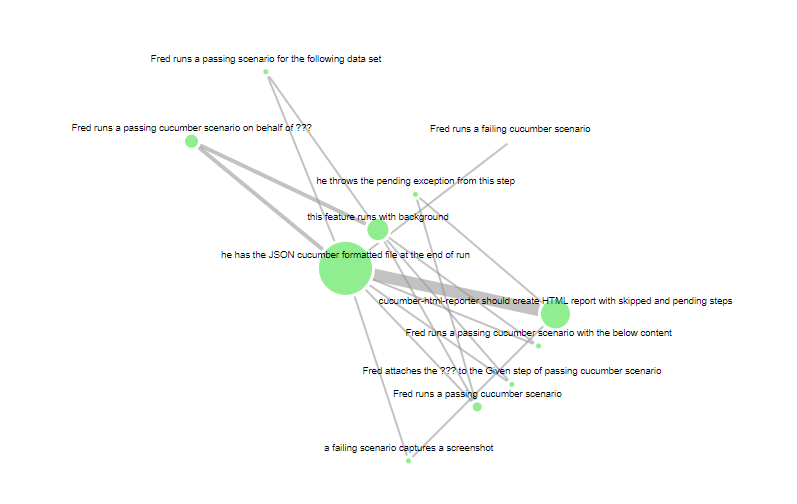 Fred runs a passing scenario for the following data set
Fred runs a passing cucumber scenario on behalf of ???
Fred runs a failing cucumber scenario
he throws the pending exception from this step
this feature runs with background
he has the JSON cucumber formatted file at the end of run
cucumber-html-reporter should create HTML report with skipped and pending steps
Fred runs a passing cucumber scenario with the below content
Fred attaches the ??? to the Given step of passing cucumber scenario
Fred runs a passing cucumber scenario
a failing scenario captures a screenshot